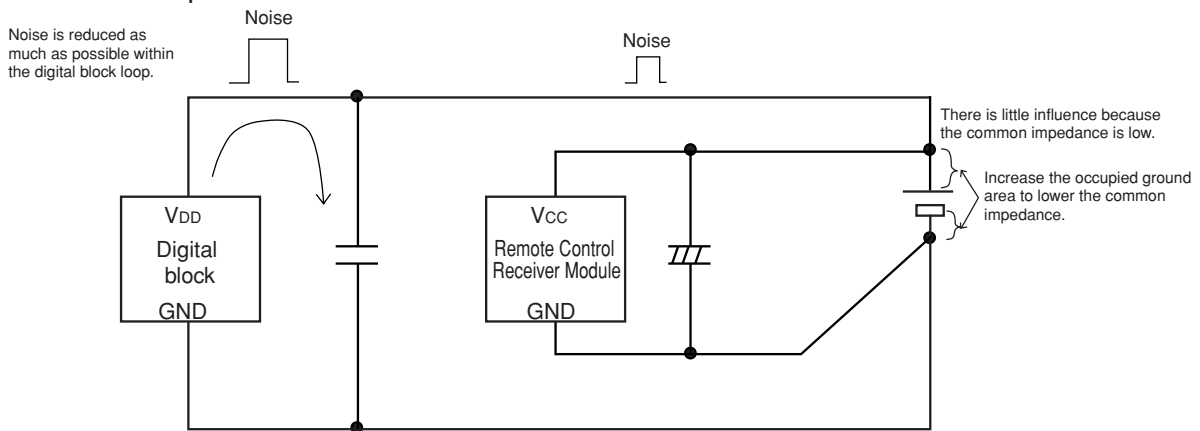 Noise
Noise is reduced as
much as possible within
the digital block loop.
Noise
There is little influence because
the common impedance is low.
Increase the occupied ground
area to lower the common
impedance.
VDD
Digital
block
GND
VCC
Remote Control
Receiver Module
GND